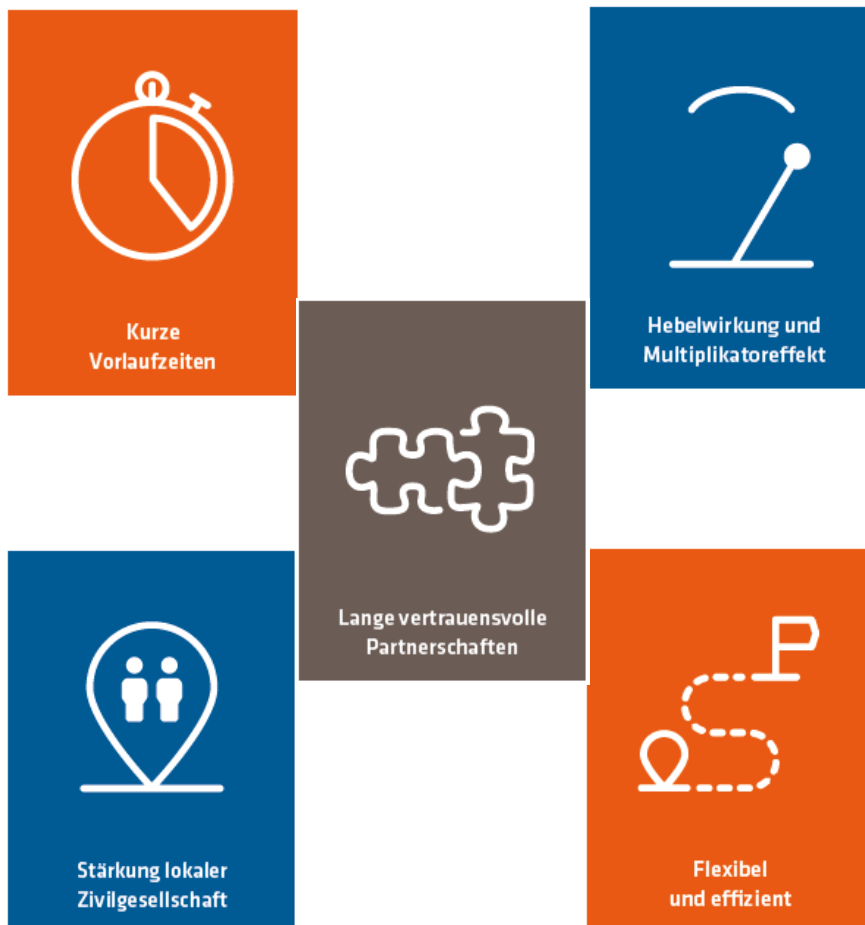 Kurze
Vorlaufzeiten
Hebelwirkung und
Multiplikatoreffekt
Lange vertrauensvolle
Partnerschaften
Stärkung lokaler
Zivilgesellschaft
Flexibel
und effizient